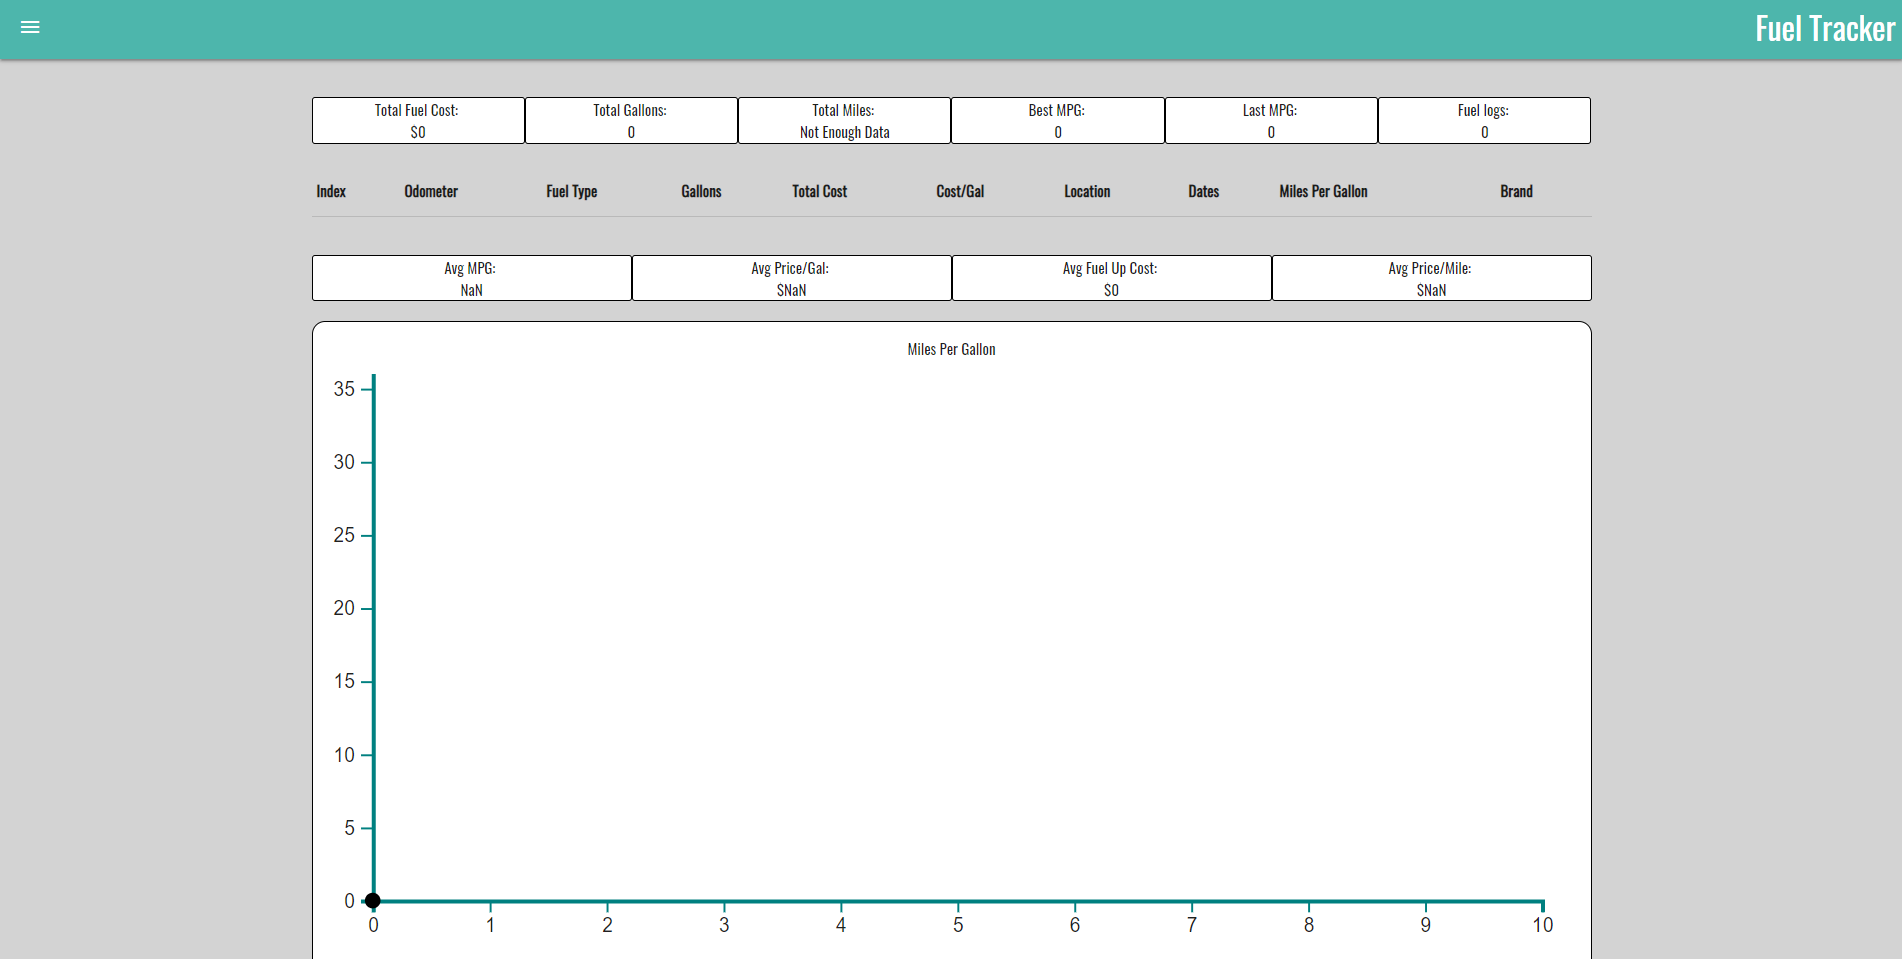 Fuel Tracker
Total Fuel Cost:
$0
Total Gallons:
0
Total Miles:
Not Enough Data
Best MPG:
0
Last MPG:
0
Fuel logs:
0
Index Odometer Fuel Type Gallons Total Cost Cost/Gal Location Dates Miles Per Gallon Brand
Avg MPG:
NaN
Avg Price/Gal:
$NaN
Avg Fuel Up Cost:
$0
Avg Price/Mile:
$NaN
Miles Per Gallon
35
30
25
20
15
10
5
0
0 1 2 3 4 5 6 7 8 9 10